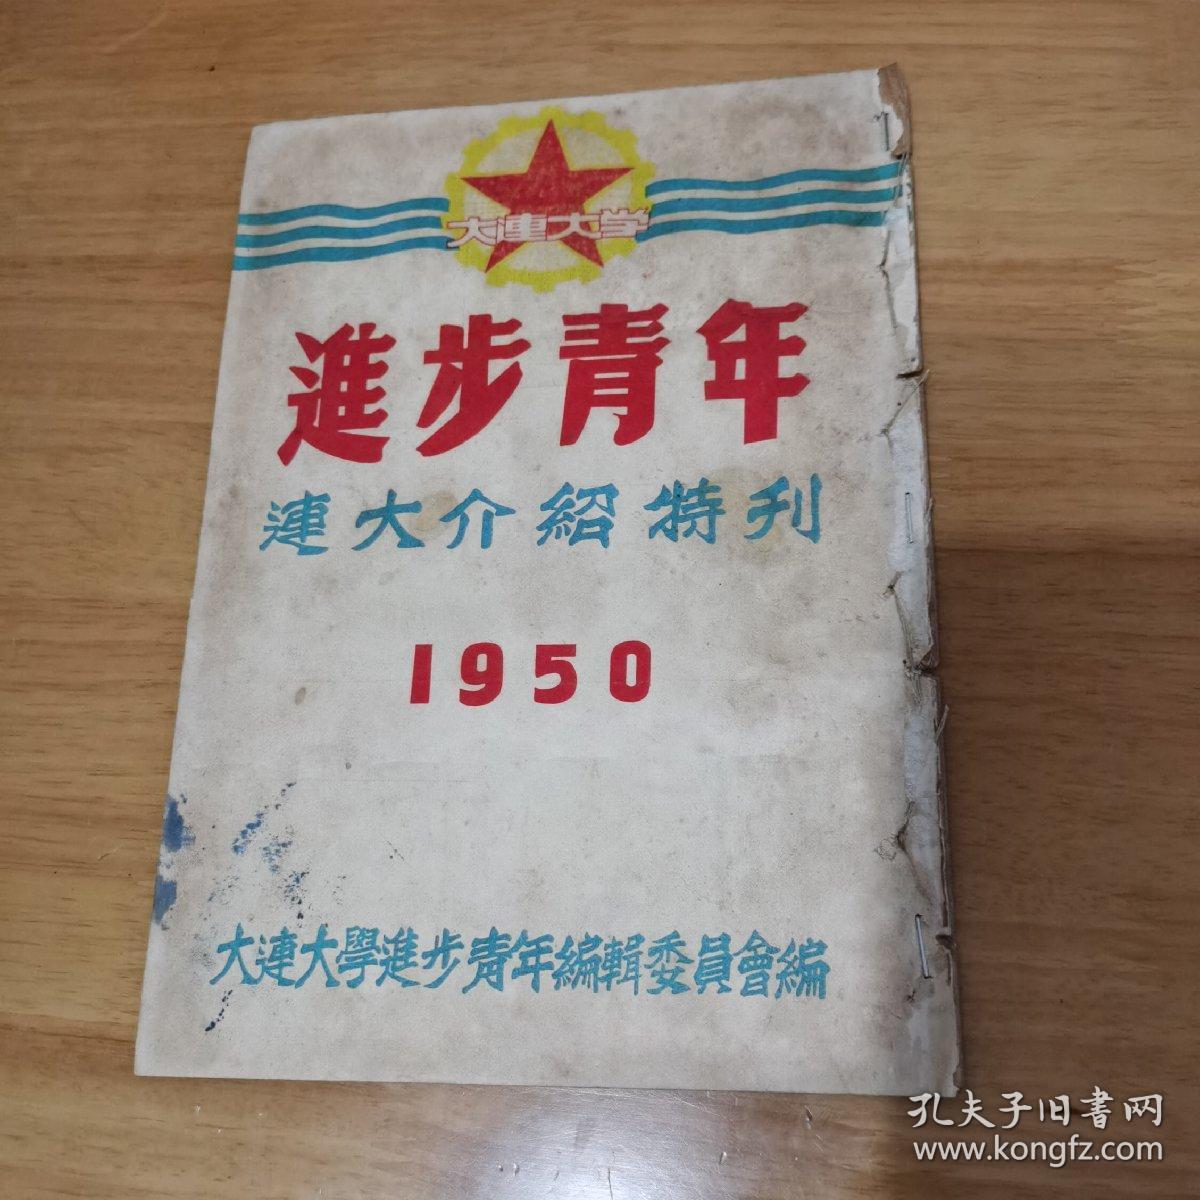 大連大学
進步青年
連大介紹特刊
1950
大連大學進步青年編輯委員會編
孔夫子旧書网
www.kongfz.com